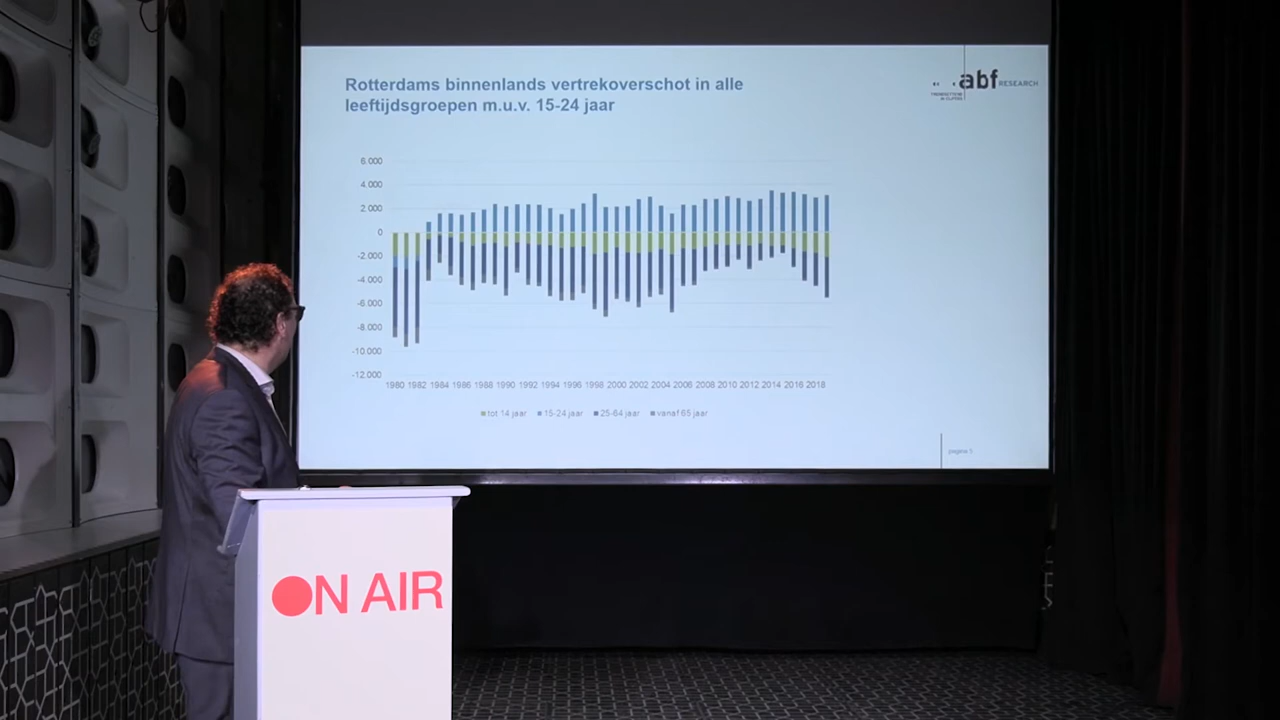 Rotterdams binnenlands vertrekoverschot in alle
leeftijdsgroepen m.u.v. 15-24 jaar
abf RESEARCH
6.000
4.000
2.000
0
-2.000
-4.000
-6.000
-8.000
-10.000
-12.000
1980 1982 1984 1986 1988 1990 1992 1994 1996 1998 2000 2002 2004 2006 2008 2010 2012 2014 2016 2018
tot 14 jaar 15-24 jaar 25-64 jaar vanaf 65 jaar
pagina 5
ON AIR